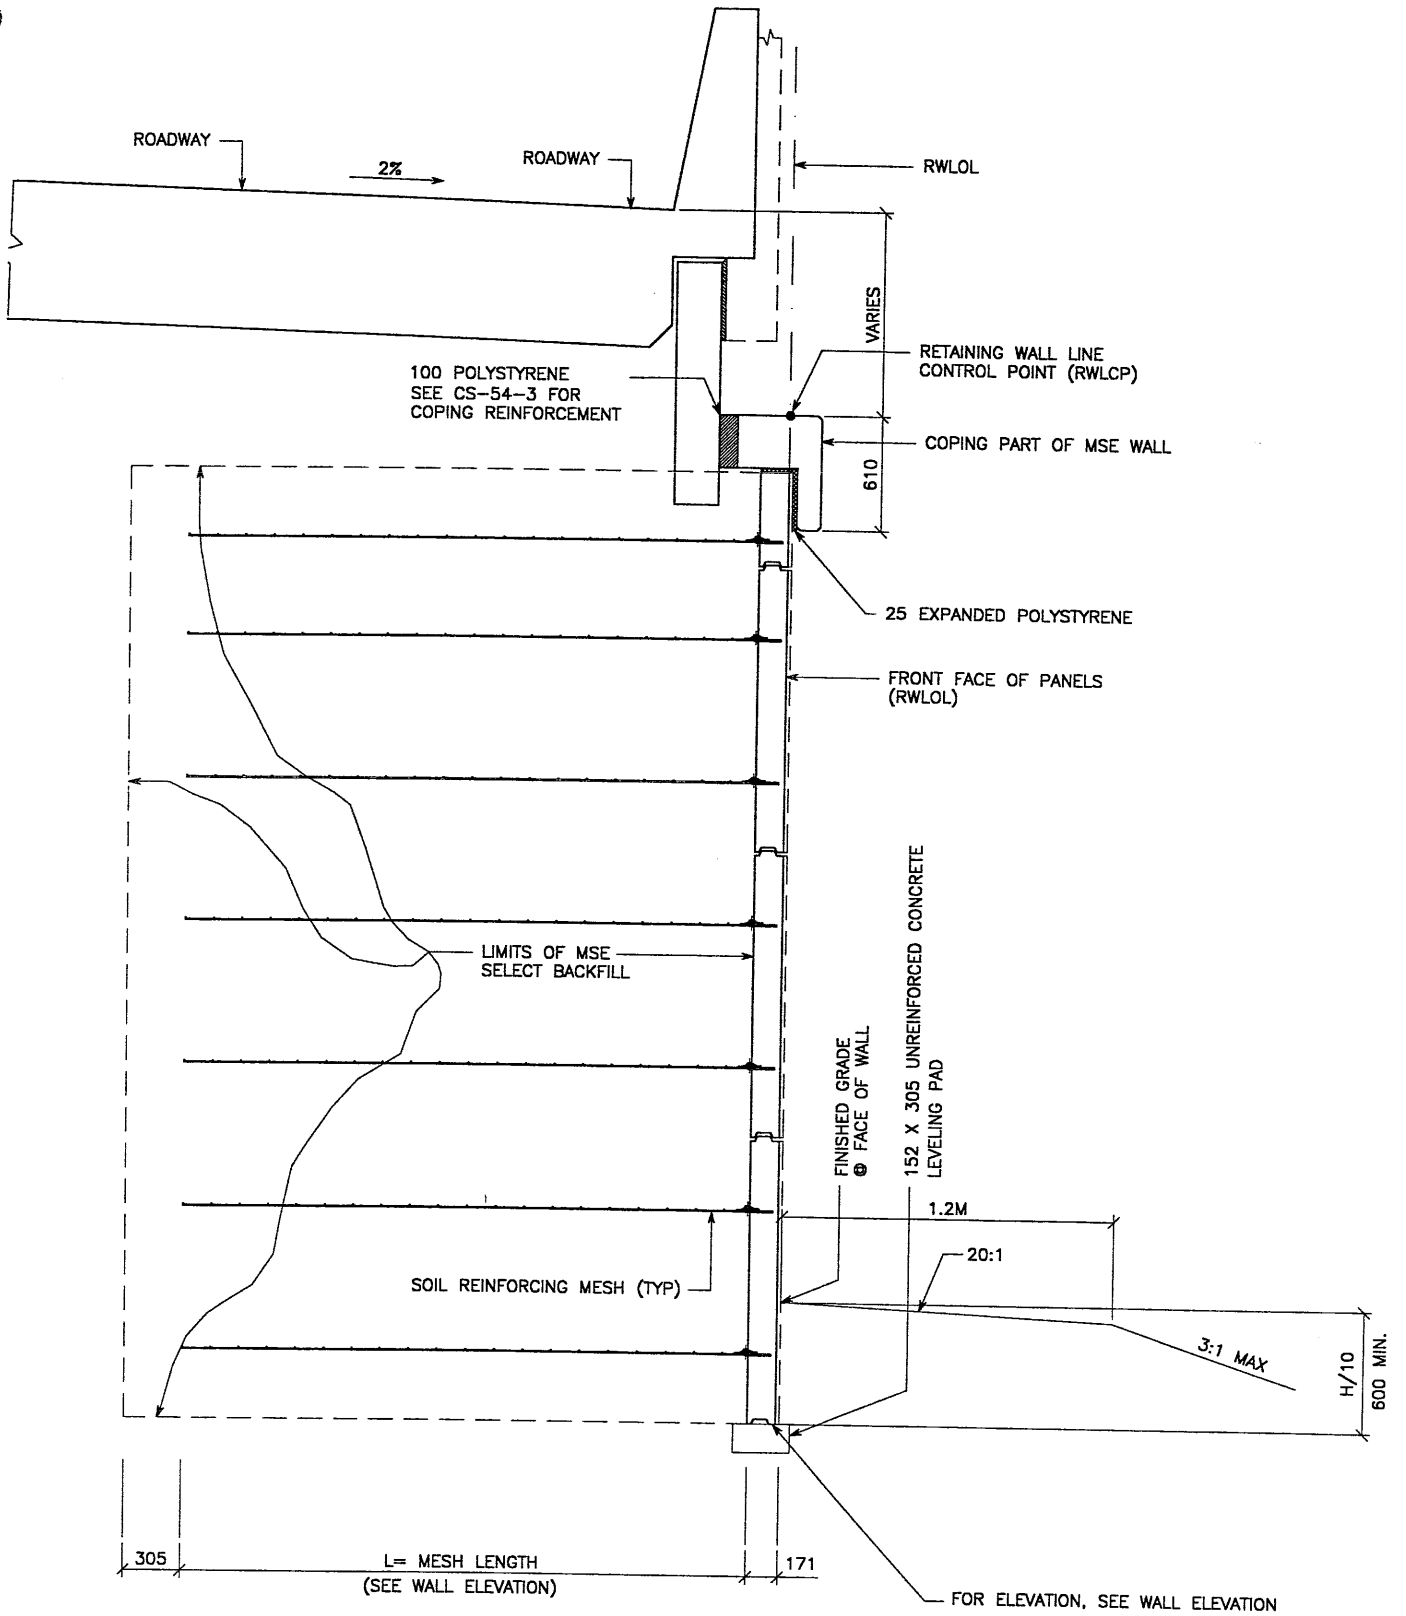 ROADWAY
2%
ROADWAY
RWLOL
VARIES
RETAINING WALL LINE
CONTROL POINT (RWLCP)
100 POLYSTYRENE
SEE CS-54-3 FOR
COPING REINFORCEMENT
COPING PART OF MSE WALL
610
25 EXPANDED POLYSTYRENE
FRONT FACE OF PANELS
(RWLOL)
LIMITS OF MSE
SELECT BACKFILL
FINISHED GRADE
@ FACE OF WALL
152 X 305 UNREINFORCED CONCRETE
LEVELING PAD
1.2M
20:1
SOIL REINFORCING MESH (TYP)
3:1 MAX
H/10
600 MIN.
305
L= MESH LENGTH
(SEE WALL ELEVATION)
171
FOR ELEVATION, SEE WALL ELEVATION